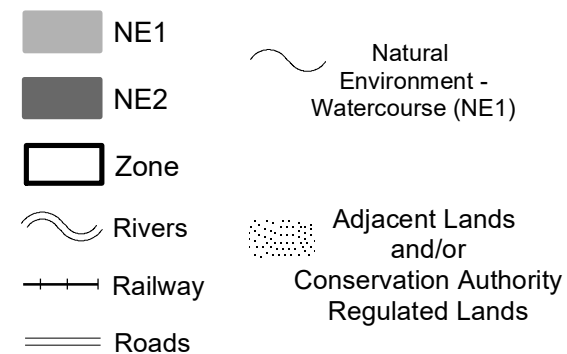 NE1
NE2
Zone
Rivers
Railway
Roads
Natural
Environment -
Watercourse (NE1)
Adjacent Lands
and/or
Conservation Authority
Regulated Lands